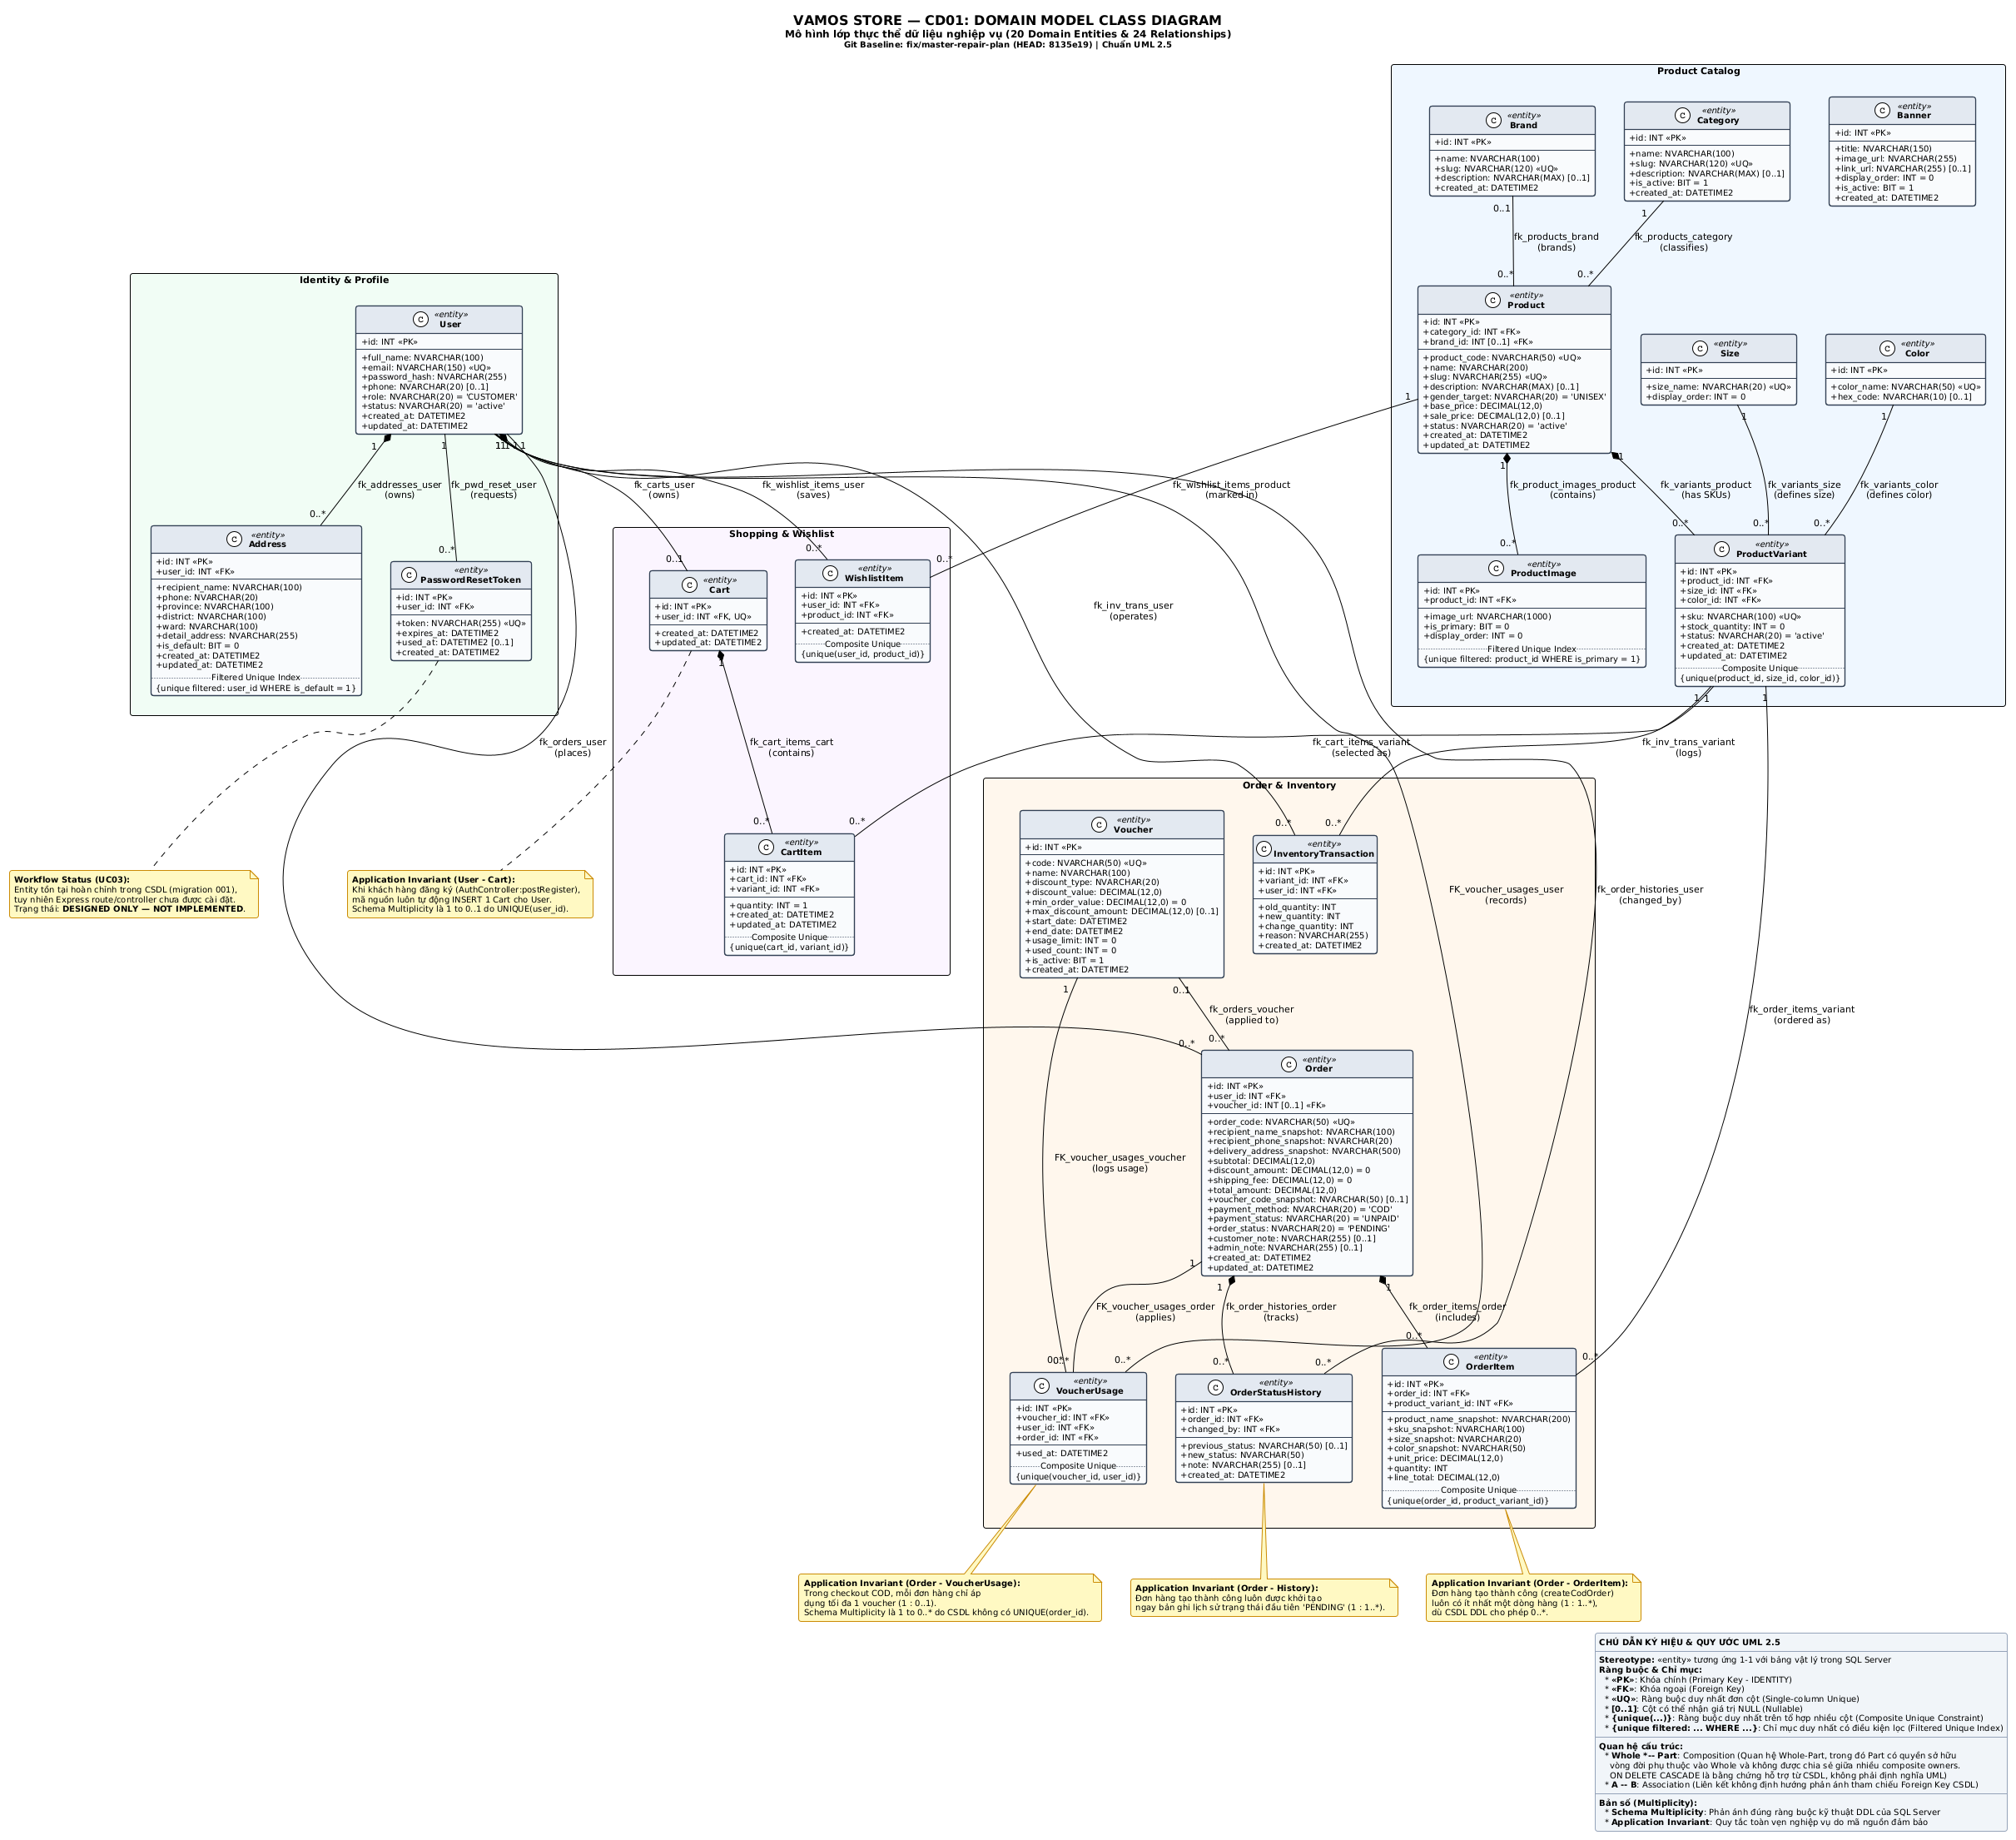 VAMOS STORE — CD01: DOMAIN MODEL CLASS DIAGRAM
Mô hình lớp thực thể dữ liệu nghiệp vụ (20 Domain Entities & 24 Relationships)
Git Baseline: fix/master-repair-plan (HEAD: 8135e19) | Chuẩn UML 2.5
Product Catalog
C
«entity»
Brand
+id: INT «PK»
+name: NVARCHAR(100)
+slug: NVARCHAR(120) «UQ»
+description: NVARCHAR(MAX) [0..1]
+created_at: DATETIME2
C
«entity»
Category
+id: INT «PK»
+name: NVARCHAR(100)
+slug: NVARCHAR(120) «UQ»
+description: NVARCHAR(MAX) [0..1]
+is_active: BIT = 1
+created_at: DATETIME2
C
«entity»
Banner
+id: INT «PK»
+title: NVARCHAR(150)
+image_url: NVARCHAR(255)
+link_url: NVARCHAR(255) [0..1]
+display_order: INT = 0
+is_active: BIT = 1
+created_at: DATETIME2
0..1
fk_products_brand
(brands)
0..*
1
fk_products_category
(classifies)
0..*
C
«entity»
Product
+id: INT «PK»
+category_id: INT «FK»
+brand_id: INT [0..1] «FK»
+product_code: NVARCHAR(50) «UQ»
+name: NVARCHAR(200)
+slug: NVARCHAR(255) «UQ»
+description: NVARCHAR(MAX) [0..1]
+gender_target: NVARCHAR(20) = 'UNISEX'
+base_price: DECIMAL(12,0)
+sale_price: DECIMAL(12,0) [0..1]
+status: NVARCHAR(20) = 'active'
+created_at: DATETIME2
+updated_at: DATETIME2
C
«entity»
Size
+id: INT «PK»
+size_name: NVARCHAR(20) «UQ»
+display_order: INT = 0
C
«entity»
Color
+id: INT «PK»
+color_name: NVARCHAR(50) «UQ»
+hex_code: NVARCHAR(10) [0..1]
1
fk_wishlist_items_product
(marked in)
0..*
1
fk_product_images_product
(contains)
0..*
1
fk_variants_product
(has SKUs)
0..*
1
fk_variants_size
(defines size)
0..*
1
fk_variants_color
(defines color)
0..*
C
«entity»
ProductImage
+id: INT «PK»
+product_id: INT «FK»
+image_url: NVARCHAR(1000)
+is_primary: BIT = 0
+display_order: INT = 0
Filtered Unique Index
{unique filtered: product_id WHERE is_primary = 1}
C
«entity»
ProductVariant
+id: INT «PK»
+product_id: INT «FK»
+size_id: INT «FK»
+color_id: INT «FK»
+sku: NVARCHAR(100) «UQ»
+stock_quantity: INT = 0
+status: NVARCHAR(20) = 'active'
+created_at: DATETIME2
+updated_at: DATETIME2
Composite Unique
{unique(product_id, size_id, color_id)}
Identity & Profile
C
«entity»
User
+id: INT «PK»
+full_name: NVARCHAR(100)
+email: NVARCHAR(150) «UQ»
+password_hash: NVARCHAR(255)
+phone: NVARCHAR(20) [0..1]
+role: NVARCHAR(20) = 'CUSTOMER'
+status: NVARCHAR(20) = 'active'
+created_at: DATETIME2
+updated_at: DATETIME2
1
fk_addresses_user
(owns)
0..*
1
fk_pwd_reset_user
(requests)
0..*
C
«entity»
Address
+id: INT «PK»
+user_id: INT «FK»
+recipient_name: NVARCHAR(100)
+phone: NVARCHAR(20)
+province: NVARCHAR(100)
+district: NVARCHAR(100)
+ward: NVARCHAR(100)
+detail_address: NVARCHAR(255)
+is_default: BIT = 0
+created_at: DATETIME2
+updated_at: DATETIME2
Filtered Unique Index
{unique filtered: user_id WHERE is_default = 1}
C
«entity»
PasswordResetToken
+id: INT «PK»
+user_id: INT «FK»
+token: NVARCHAR(255) «UQ»
+expires_at: DATETIME2
+used_at: DATETIME2 [0..1]
+created_at: DATETIME2
fk_carts_user
(owns)
0..1
fk_wishlist_items_user
(saves)
0..*
fk_inv_trans_user
(operates)
fk_orders_user
(places)
Shopping & Wishlist
C
«entity»
Cart
+id: INT «PK»
+user_id: INT «FK, UQ»
+created_at: DATETIME2
+updated_at: DATETIME2
C
«entity»
WishlistItem
+id: INT «PK»
+user_id: INT «FK»
+product_id: INT «FK»
+created_at: DATETIME2
Composite Unique
{unique(user_id, product_id)}
1
fk_cart_items_cart
(contains)
0..*
0..*
C
«entity»
CartItem
+id: INT «PK»
+cart_id: INT «FK»
+variant_id: INT «FK»
+quantity: INT = 1
+created_at: DATETIME2
+updated_at: DATETIME2
Composite Unique
{unique(cart_id, variant_id)}
1
1
1
fk_cart_items_variant
(selected as)
fk_inv_trans_variant
(logs)
Workflow Status (UC03):
Entity tồn tại hoàn chỉnh trong CSDL (migration 001),
tuy nhiên Express route/controller chưa được cài đặt.
Trạng thái: DESIGNED ONLY — NOT IMPLEMENTED.
Application Invariant (User - Cart):
Khi khách hàng đăng ký (AuthController:postRegister),
mã nguồn luôn tự động INSERT 1 Cart cho User.
Schema Multiplicity là 1 to 0..1 do UNIQUE(user_id).
Order & Inventory
C
«entity»
Voucher
+id: INT «PK»
+code: NVARCHAR(50) «UQ»
+name: NVARCHAR(100)
+discount_type: NVARCHAR(20)
+discount_value: DECIMAL(12,0)
+min_order_value: DECIMAL(12,0) = 0
+max_discount_amount: DECIMAL(12,0) [0..1]
+start_date: DATETIME2
+end_date: DATETIME2
+usage_limit: INT = 0
+used_count: INT = 0
+is_active: BIT = 1
+created_at: DATETIME2
0..*
0..*
C
«entity»
InventoryTransaction
+id: INT «PK»
+variant_id: INT «FK»
+user_id: INT «FK»
+old_quantity: INT
+new_quantity: INT
+change_quantity: INT
+reason: NVARCHAR(255)
+created_at: DATETIME2
FK_voucher_usages_user
(records)
fk_order_histories_user
(changed_by)
fk_order_items_variant
(ordered as)
1
0..1
fk_orders_voucher
(applied to)
0..*
0..*
C
«entity»
Order
+id: INT «PK»
+user_id: INT «FK»
+voucher_id: INT [0..1] «FK»
+order_code: NVARCHAR(50) «UQ»
+recipient_name_snapshot: NVARCHAR(100)
+recipient_phone_snapshot: NVARCHAR(20)
+delivery_address_snapshot: NVARCHAR(500)
+subtotal: DECIMAL(12,0)
+discount_amount: DECIMAL(12,0) = 0
+shipping_fee: DECIMAL(12,0) = 0
+total_amount: DECIMAL(12,0)
+voucher_code_snapshot: NVARCHAR(50) [0..1]
+payment_method: NVARCHAR(20) = 'COD'
+payment_status: NVARCHAR(20) = 'UNPAID'
+order_status: NVARCHAR(20) = 'PENDING'
+customer_note: NVARCHAR(255) [0..1]
+admin_note: NVARCHAR(255) [0..1]
+created_at: DATETIME2
+updated_at: DATETIME2
FK_voucher_usages_voucher
(logs usage)
1
FK_voucher_usages_order
(applies)
1
fk_order_histories_order
(tracks)
0..*
1
fk_order_items_order
(includes)
0..*
0..*
0..*
0..*
C
«entity»
VoucherUsage
+id: INT «PK»
+voucher_id: INT «FK»
+user_id: INT «FK»
+order_id: INT «FK»
+used_at: DATETIME2
Composite Unique
{unique(voucher_id, user_id)}
C
«entity»
OrderStatusHistory
+id: INT «PK»
+order_id: INT «FK»
+changed_by: INT «FK»
+previous_status: NVARCHAR(50) [0..1]
+new_status: NVARCHAR(50)
+note: NVARCHAR(255) [0..1]
+created_at: DATETIME2
C
«entity»
OrderItem
+id: INT «PK»
+order_id: INT «FK»
+product_variant_id: INT «FK»
+product_name_snapshot: NVARCHAR(200)
+sku_snapshot: NVARCHAR(100)
+size_snapshot: NVARCHAR(20)
+color_snapshot: NVARCHAR(50)
+unit_price: DECIMAL(12,0)
+quantity: INT
+line_total: DECIMAL(12,0)
Composite Unique
{unique(order_id, product_variant_id)}
Application Invariant (Order - VoucherUsage):
Trong checkout COD, mỗi đơn hàng chỉ áp
dụng tối đa 1 voucher (1 : 0..1).
Schema Multiplicity là 1 to 0..* do CSDL không có UNIQUE(order_id).
Application Invariant (Order - History):
Đơn hàng tạo thành công luôn được khởi tạo
ngay bản ghi lịch sử trạng thái đầu tiên 'PENDING' (1 : 1..*).
Application Invariant (Order - OrderItem):
Đơn hàng tạo thành công (createCodOrder)
luôn có ít nhất một dòng hàng (1 : 1..*),
dù CSDL DDL cho phép 0..*.
CHÚ DẪN KÝ HIỆU & QUY ƯỚC UML 2.5
Stereotype: «entity» tương ứng 1-1 với bảng vật lý trong SQL Server
Ràng buộc & Chỉ mục:
* «PK»: Khóa chính (Primary Key - IDENTITY)
* «FK»: Khóa ngoại (Foreign Key)
* «UQ»: Ràng buộc duy nhất đơn cột (Single-column Unique)
* [0..1]: Cột có thể nhận giá trị NULL (Nullable)
* {unique(...)}: Ràng buộc duy nhất trên tổ hợp nhiều cột (Composite Unique Constraint)
* {unique filtered: ... WHERE ...}: Chỉ mục duy nhất có điều kiện lọc (Filtered Unique Index)
Quan hệ cấu trúc:
* Whole *-- Part: Composition (Quan hệ Whole-Part, trong đó Part có quyền sở hữu
vòng đời phụ thuộc vào Whole và không được chia sẻ giữa nhiều composite owners.
ON DELETE CASCADE là bằng chứng hỗ trợ từ CSDL, không phải định nghĩa UML)
* A -- B: Association (Liên kết không định hướng phản ánh tham chiếu Foreign Key CSDL)
Bản số (Multiplicity):
* Schema Multiplicity: Phản ánh đúng ràng buộc kỹ thuật DDL của SQL Server
* Application Invariant: Quy tắc toàn vẹn nghiệp vụ do mã nguồn đảm bảo